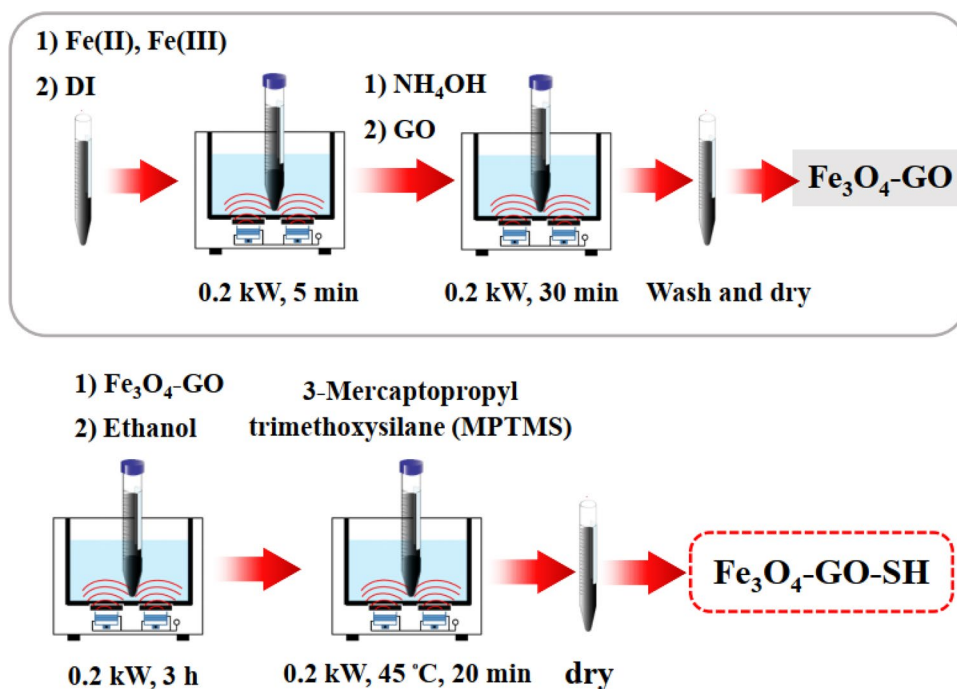 1) Fe(II), Fe(III)
2) DI
1) NH₄OH
2) GO
Fe₃O₄-GO
0.2 kW, 5 min
0.2 kW, 30 min
Wash and dry
1) Fe₃O₄-GO
2) Ethanol
3-Mercaptopropyl
trimethoxysilane (MPTMS)
Fe₃O₄-GO-SH
0.2 kW, 3 h
0.2 kW, 45 °C, 20 min
dry